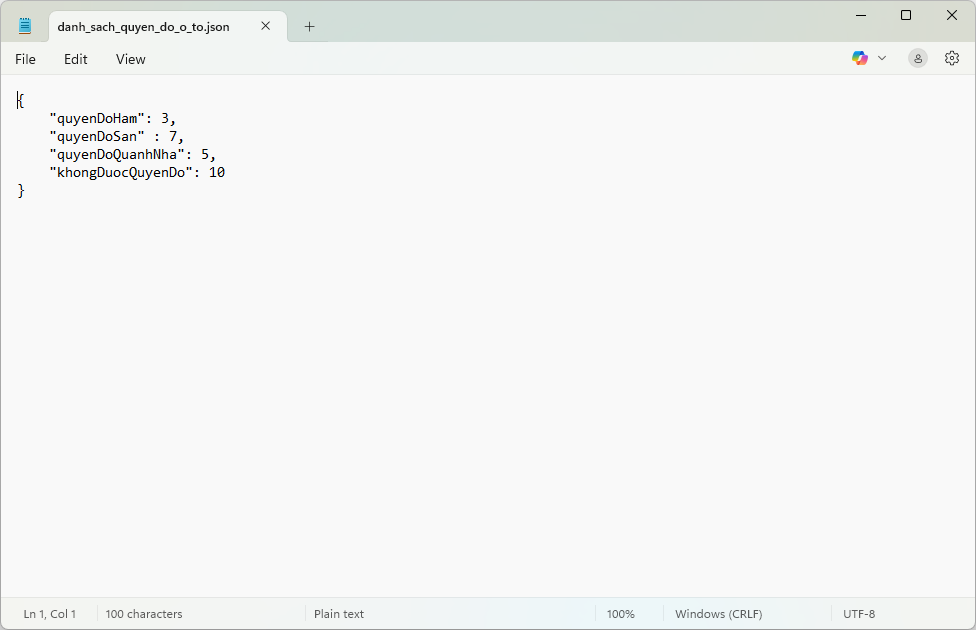 danh_sach_quyen_do_o_to.json
File Edit View
{
    "quyenDoHam": 3,
    "quyenDoSan" : 7,
    "quyenDoQuanhNha": 5,
    "khongDuocQuyenDo": 10
}
Ln 1, Col 1 100 characters Plain text 100% Windows (CRLF) UTF-8